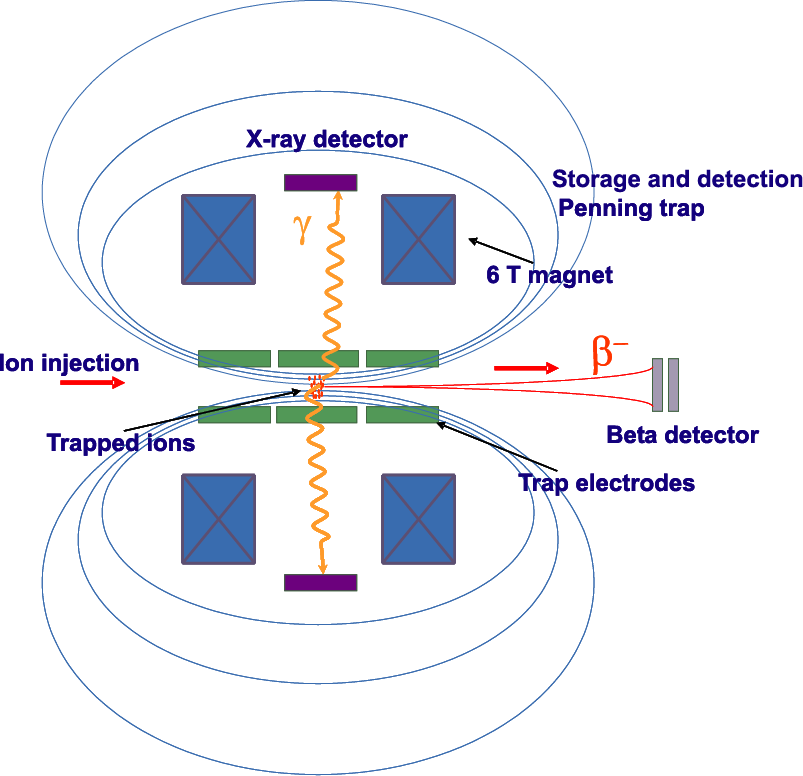 X-ray detector
Storage and detection
Penning trap
γ
6 T magnet
Ion injection
β−
Trapped ions
Beta detector
Trap electrodes